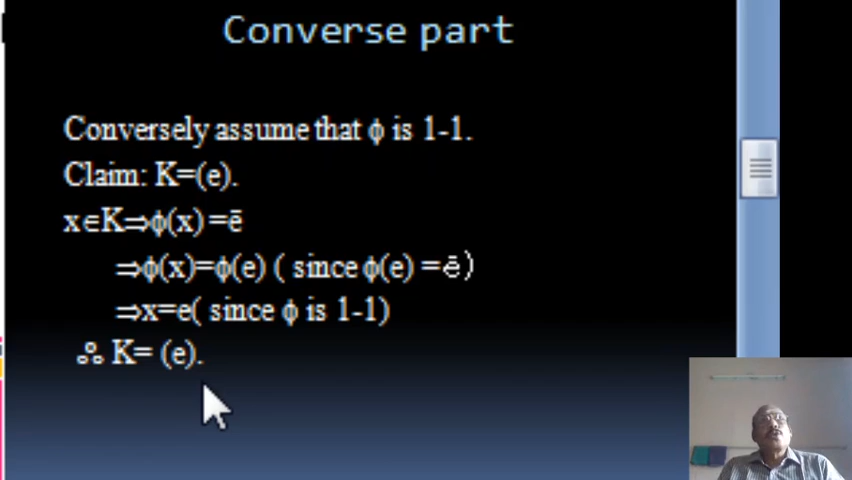 Converse part
Conversely assume that ϕ is 1-1.
Claim: K=(e).
x∈K⇒ϕ(x) =ē
⇒ϕ(x)=ϕ(e) ( since ϕ(e) =ē)
⇒x=e( since ϕ is 1-1)
ஃ K= (e).